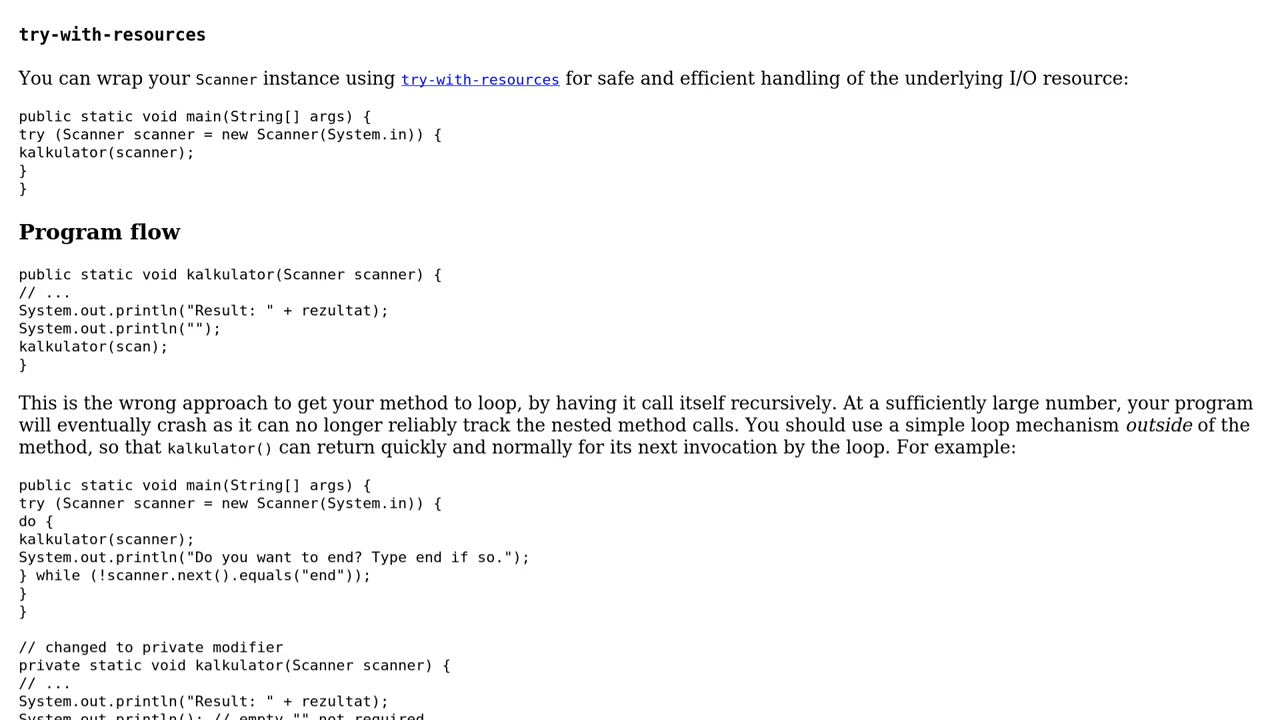 try-with-resources
You can wrap your Scanner instance using try-with-resources for safe and efficient handling of the underlying I/O resource:
public static void main(String[] args) {
try (Scanner scanner = new Scanner(System.in)) {
kalkulator(scanner);
}
}
Program flow
public static void kalkulator(Scanner scanner) {
// ...
System.out.println("Result: " + rezultat);
System.out.println("");
kalkulator(scan);
}
This is the wrong approach to get your method to loop, by having it call itself recursively. At a sufficiently large number, your program
will eventually crash as it can no longer reliably track the nested method calls. You should use a simple loop mechanism outside of the
method, so that kalkulator() can return quickly and normally for its next invocation by the loop. For example:
public static void main(String[] args) {
try (Scanner scanner = new Scanner(System.in)) {
do {
kalkulator(scanner);
System.out.println("Do you want to end? Type end if so.");
} while (!scanner.next().equals("end"));
}
}
// changed to private modifier
private static void kalkulator(Scanner scanner) {
// ...
System.out.println("Result: " + rezultat);
System.out.println(); // empty "" not required